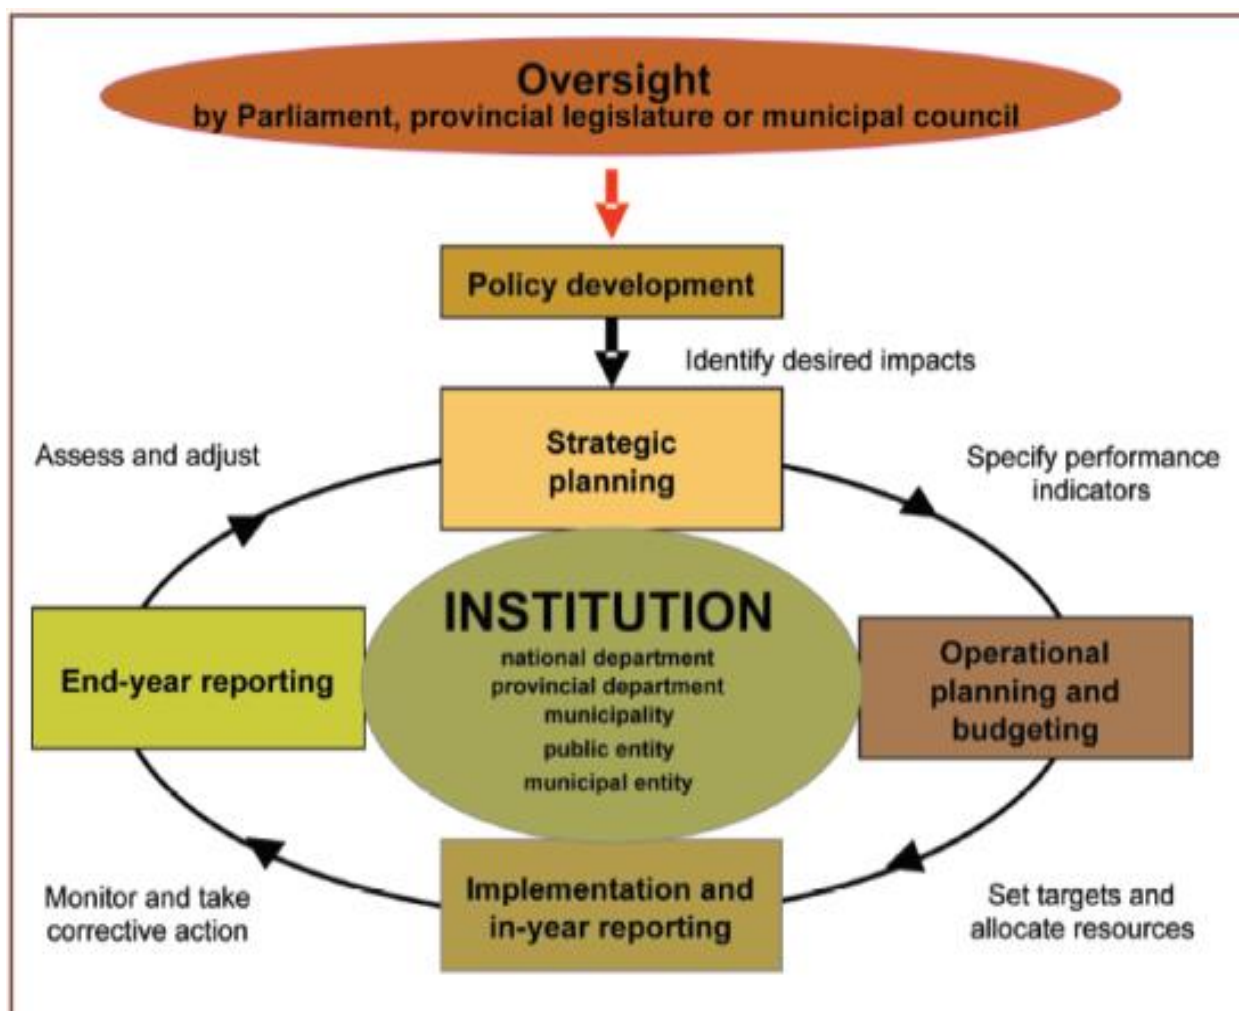 Oversight
by Parliament, provincial legislature or municipal council
Policy development
Identify desired impacts
Strategic
planning
Assess and adjust
Specify performance
indicators
INSTITUTION
national department
provincial department
municipality
public entity
municipal entity
End-year reporting
Operational
planning and
budgeting
Implementation and
in-year reporting
Monitor and take
corrective action
Set targets and
allocate resources